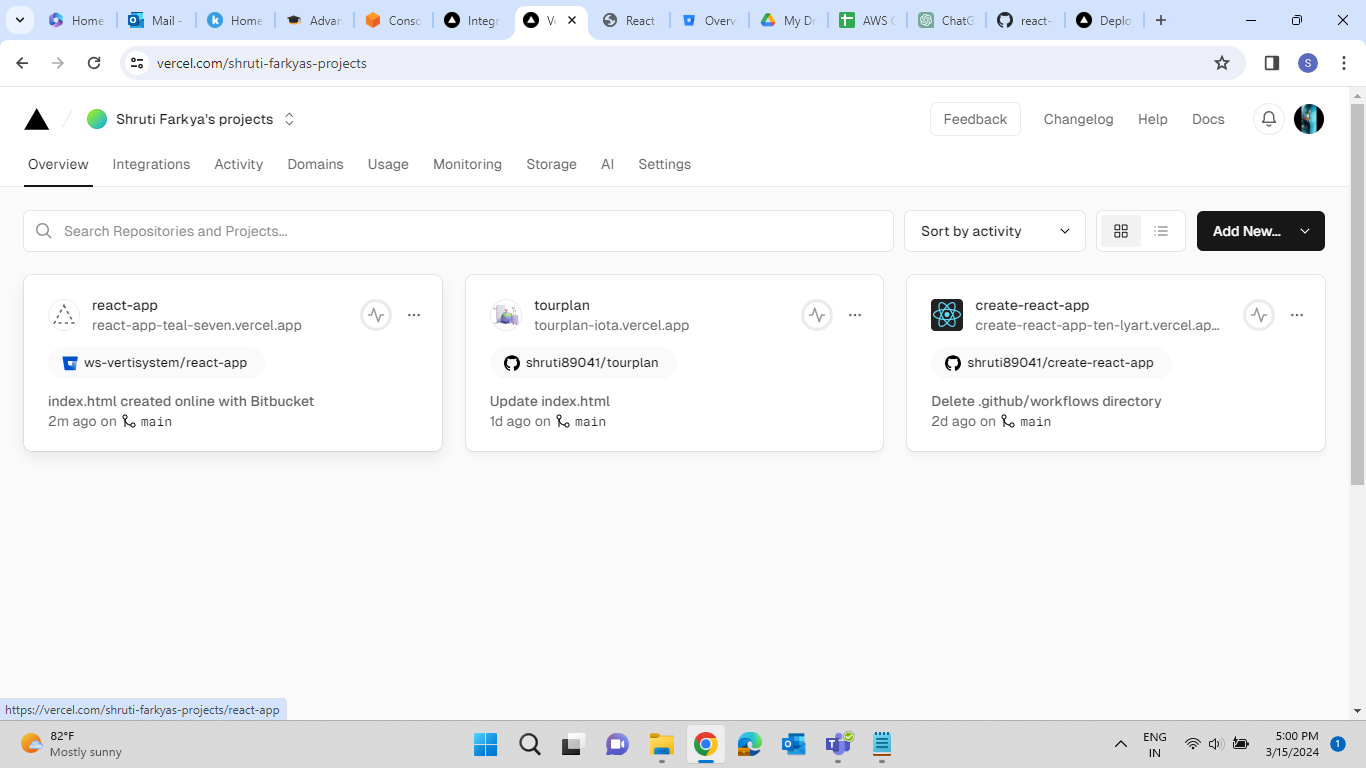 Home
Mail -
Home
Advan
Conso
Integr
React
Overv
My Dr
AWS C
ChatG
react-
Deplo
vercel.com/shruti-farkyas-projects
S
Shruti Farkya's projects
Feedback
Changelog
Help
Docs
Overview
Integrations
Activity
Domains
Usage
Monitoring
Storage
AI
Settings
Search Repositories and Projects...
Sort by activity
Add New...
react-app
react-app-teal-seven.vercel.app
ws-vertisystem/react-app
index.html created online with Bitbucket
2m ago on main
tourplan
tourplan-iota.vercel.app
shruti89041/tourplan
Update index.html
1d ago on main
create-react-app
create-react-app-ten-lyart.vercel.ap...
shruti89041/create-react-app
Delete .github/workflows directory
2d ago on main
https://vercel.com/shruti-farkyas-projects/react-app
82°F
Mostly sunny
ENG
IN
5:00 PM
3/15/2024
1